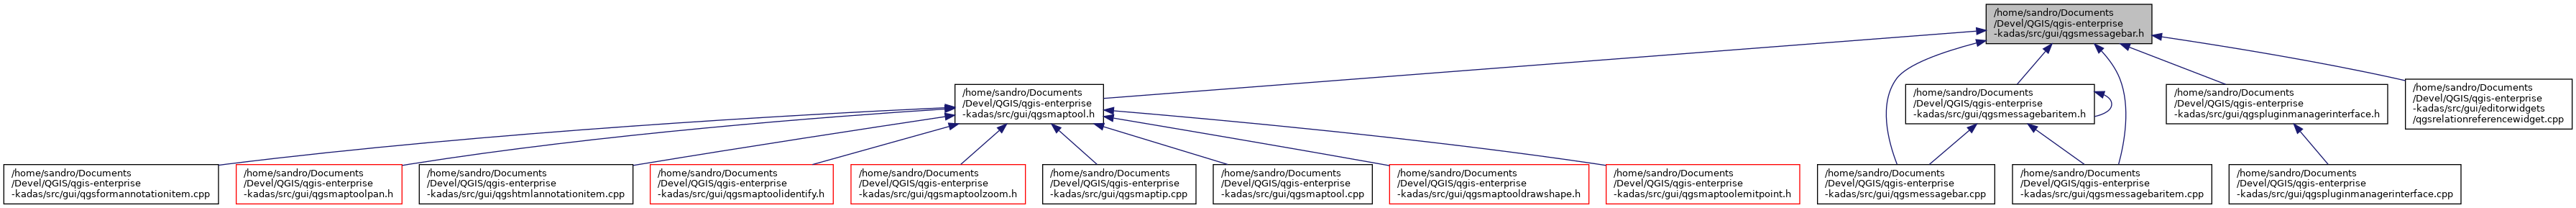 /home/sandro/Documents
/Devel/QGIS/qgis-enterprise
-kadas/src/gui/qgsmessagebar.h
/home/sandro/Documents
/Devel/QGIS/qgis-enterprise
-kadas/src/gui/qgsmaptool.h
/home/sandro/Documents
/Devel/QGIS/qgis-enterprise
-kadas/src/gui/qgsmessagebaritem.h
/home/sandro/Documents
/Devel/QGIS/qgis-enterprise
-kadas/src/gui/qgspluginmanagerinterface.h
/home/sandro/Documents
/Devel/QGIS/qgis-enterprise
-kadas/src/gui/editorwidgets
/qgsrelationreferencewidget.cpp
/home/sandro/Documents
/Devel/QGIS/qgis-enterprise
-kadas/src/gui/qgsformannotationitem.cpp
/home/sandro/Documents
/Devel/QGIS/qgis-enterprise
-kadas/src/gui/qgsmaptoolpan.h
/home/sandro/Documents
/Devel/QGIS/qgis-enterprise
-kadas/src/gui/qgshtmlannotationitem.cpp
/home/sandro/Documents
/Devel/QGIS/qgis-enterprise
-kadas/src/gui/qgsmaptoolidentify.h
/home/sandro/Documents
/Devel/QGIS/qgis-enterprise
-kadas/src/gui/qgsmaptoolzoom.h
/home/sandro/Documents
/Devel/QGIS/qgis-enterprise
-kadas/src/gui/qgsmaptip.cpp
/home/sandro/Documents
/Devel/QGIS/qgis-enterprise
-kadas/src/gui/qgsmaptool.cpp
/home/sandro/Documents
/Devel/QGIS/qgis-enterprise
-kadas/src/gui/qgsmaptooldrawshape.h
/home/sandro/Documents
/Devel/QGIS/qgis-enterprise
-kadas/src/gui/qgsmaptoolemitpoint.h
/home/sandro/Documents
/Devel/QGIS/qgis-enterprise
-kadas/src/gui/qgsmessagebar.cpp
/home/sandro/Documents
/Devel/QGIS/qgis-enterprise
-kadas/src/gui/qgsmessagebaritem.cpp
/home/sandro/Documents
/Devel/QGIS/qgis-enterprise
-kadas/src/gui/qgspluginmanagerinterface.cpp